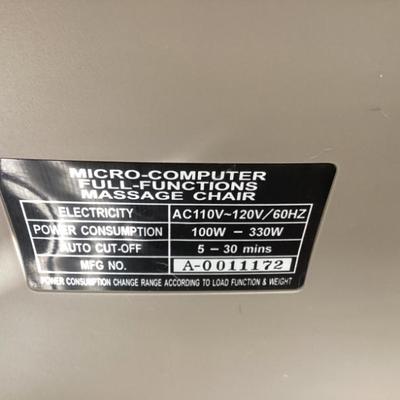 MICRO-COMPUTER
FULL-FUNCTIONS
MASSAGE CHAIR
ELECTRICITY AC110V~120V/60HZ
POWER CONSUMPTION 100W – 330W
AUTO CUT-OFF 5 – 30 mins
MFG NO. A-0011172
POWER CONSUMPTION CHANGE RANGE ACCORDING TO LOAD FUNCTION & WEIGHT